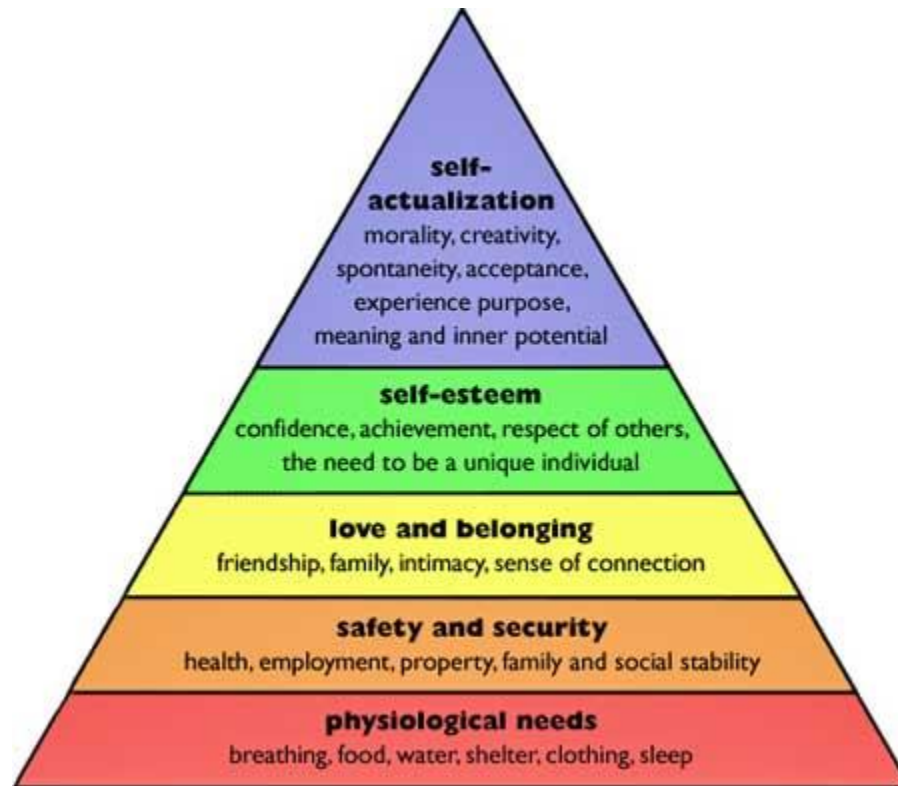 self-
actualization
morality, creativity,
spontaneity, acceptance,
experience purpose,
meaning and inner potential
self-esteem
confidence, achievement, respect of others,
the need to be a unique individual
love and belonging
friendship, family, intimacy, sense of connection
safety and security
health, employment, property, family and social stability
physiological needs
breathing, food, water, shelter, clothing, sleep